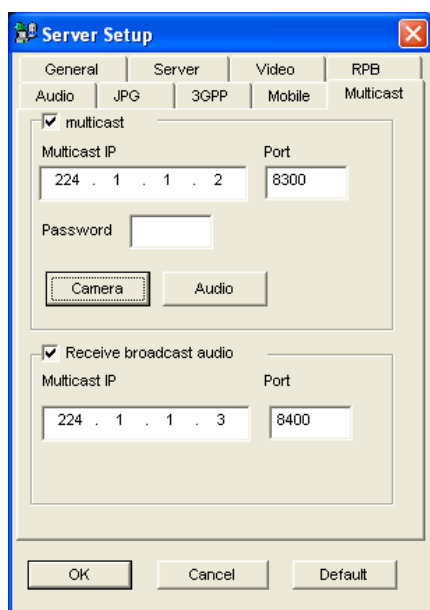 Server Setup
General Server Video RPB
Audio JPG 3GPP Mobile Multicast
multicast
Multicast IP Port
224 . 1 . 1 . 2 8300
Password
Camera Audio
Receive broadcast audio
Multicast IP Port
224 . 1 . 1 . 3 8400
OK Cancel Default